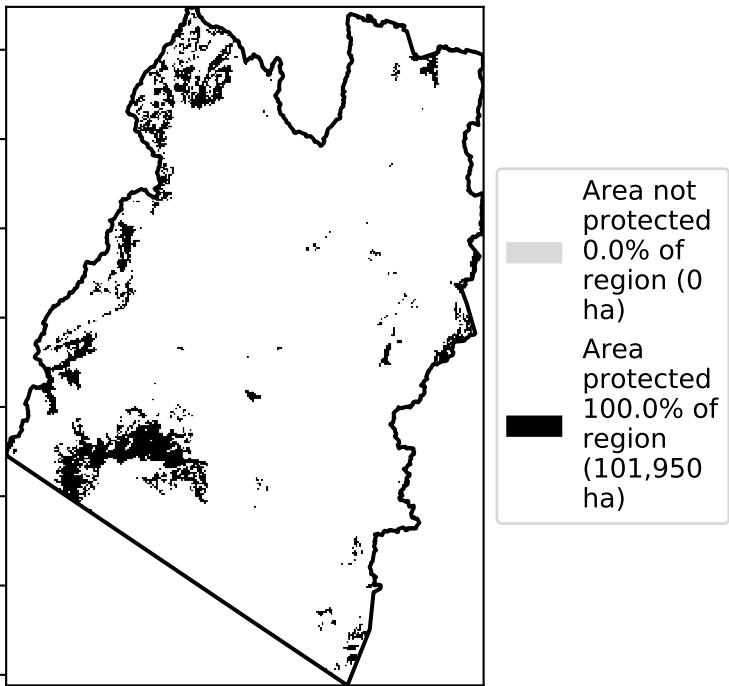 Area not
protected
0.0% of
region (0
ha)
Area
protected
100.0% of
region
(101,950
ha)